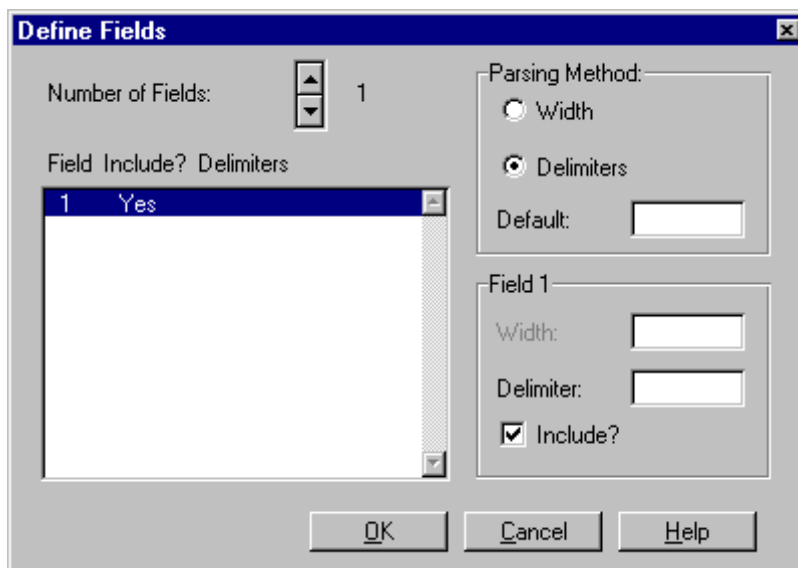 Define Fields
Number of Fields: 1
Field Include? Delimiters
1 Yes
Parsing Method:
Width
Delimiters
Default:
Field 1
Width:
Delimiter:
Include?
OK Cancel Help